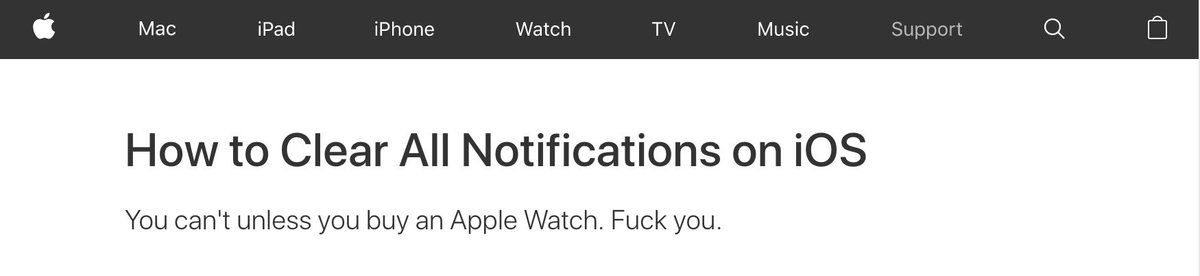 Mac iPad iPhone Watch TV Music Support
How to Clear All Notifications on iOS
You can't unless you buy an Apple Watch. Fuck you.